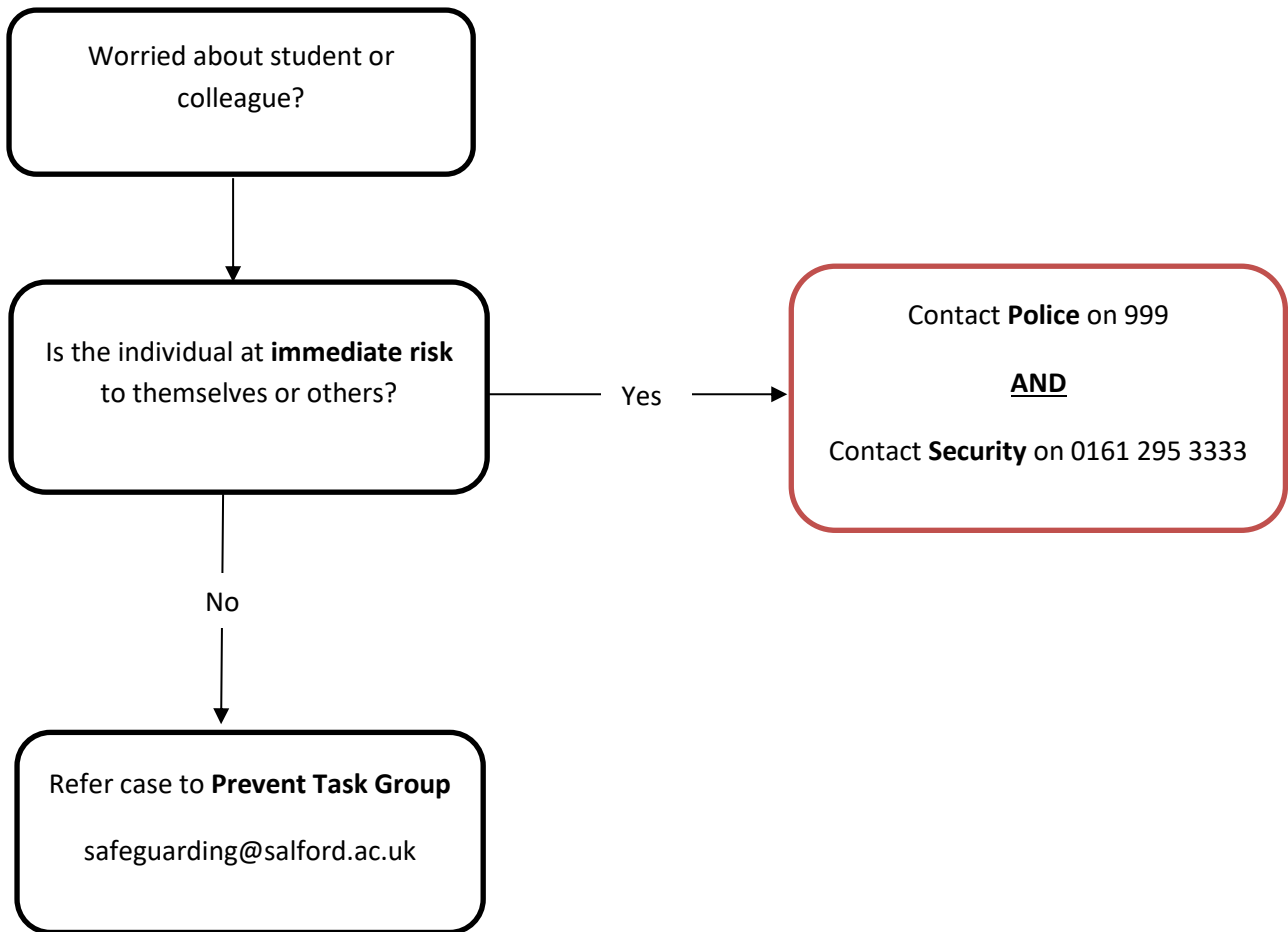 Worried about student or
colleague?
Is the individual at immediate risk
to themselves or others?
Yes
Contact Police on 999
AND
Contact Security on 0161 295 3333
No
Refer case to Prevent Task Group
safeguarding@salford.ac.uk